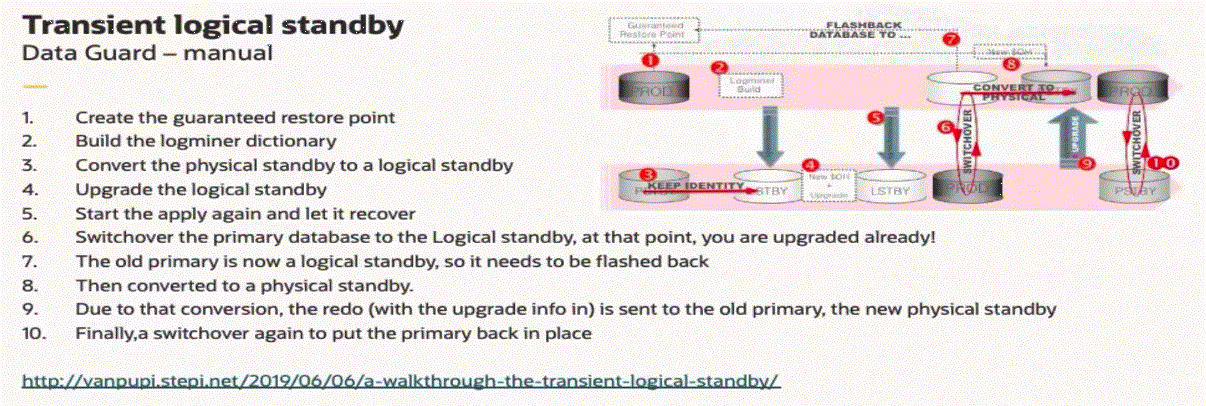 Transient logical standby
Data Guard – manual
1. Create the guaranteed restore point
2. Build the logminer dictionary
3. Convert the physical standby to a logical standby
4. Upgrade the logical standby
5. Start the apply again and let it recover
6. Switchover the primary database to the Logical standby, at that point, you are upgraded already!
7. The old primary is now a logical standby, so it needs to be flashed back
8. Then converted to a physical standby.
9. Due to that conversion, the redo (with the upgrade info in) is sent to the old primary, the new physical standby
10. Finally,a switchover again to put the primary back in place
http://vanpupi.stepi.net/2019/06/06/a-walkthrough-the-transient-logical-standby/
Guaranteed
Restore Point
FLASHBACK
DATABASE TO ...
7
New $OH
8
1
2
PROD
Logminer
Build
CONVERT TO
PHYSICAL
PROD
5
6
SWITCHOVER
UPGRADE
9
SWITCHOVER
10
3
KEEP IDENTITY
STBY
4
New $OH
+
Upgrade
LSTBY
PROD
PSTBY